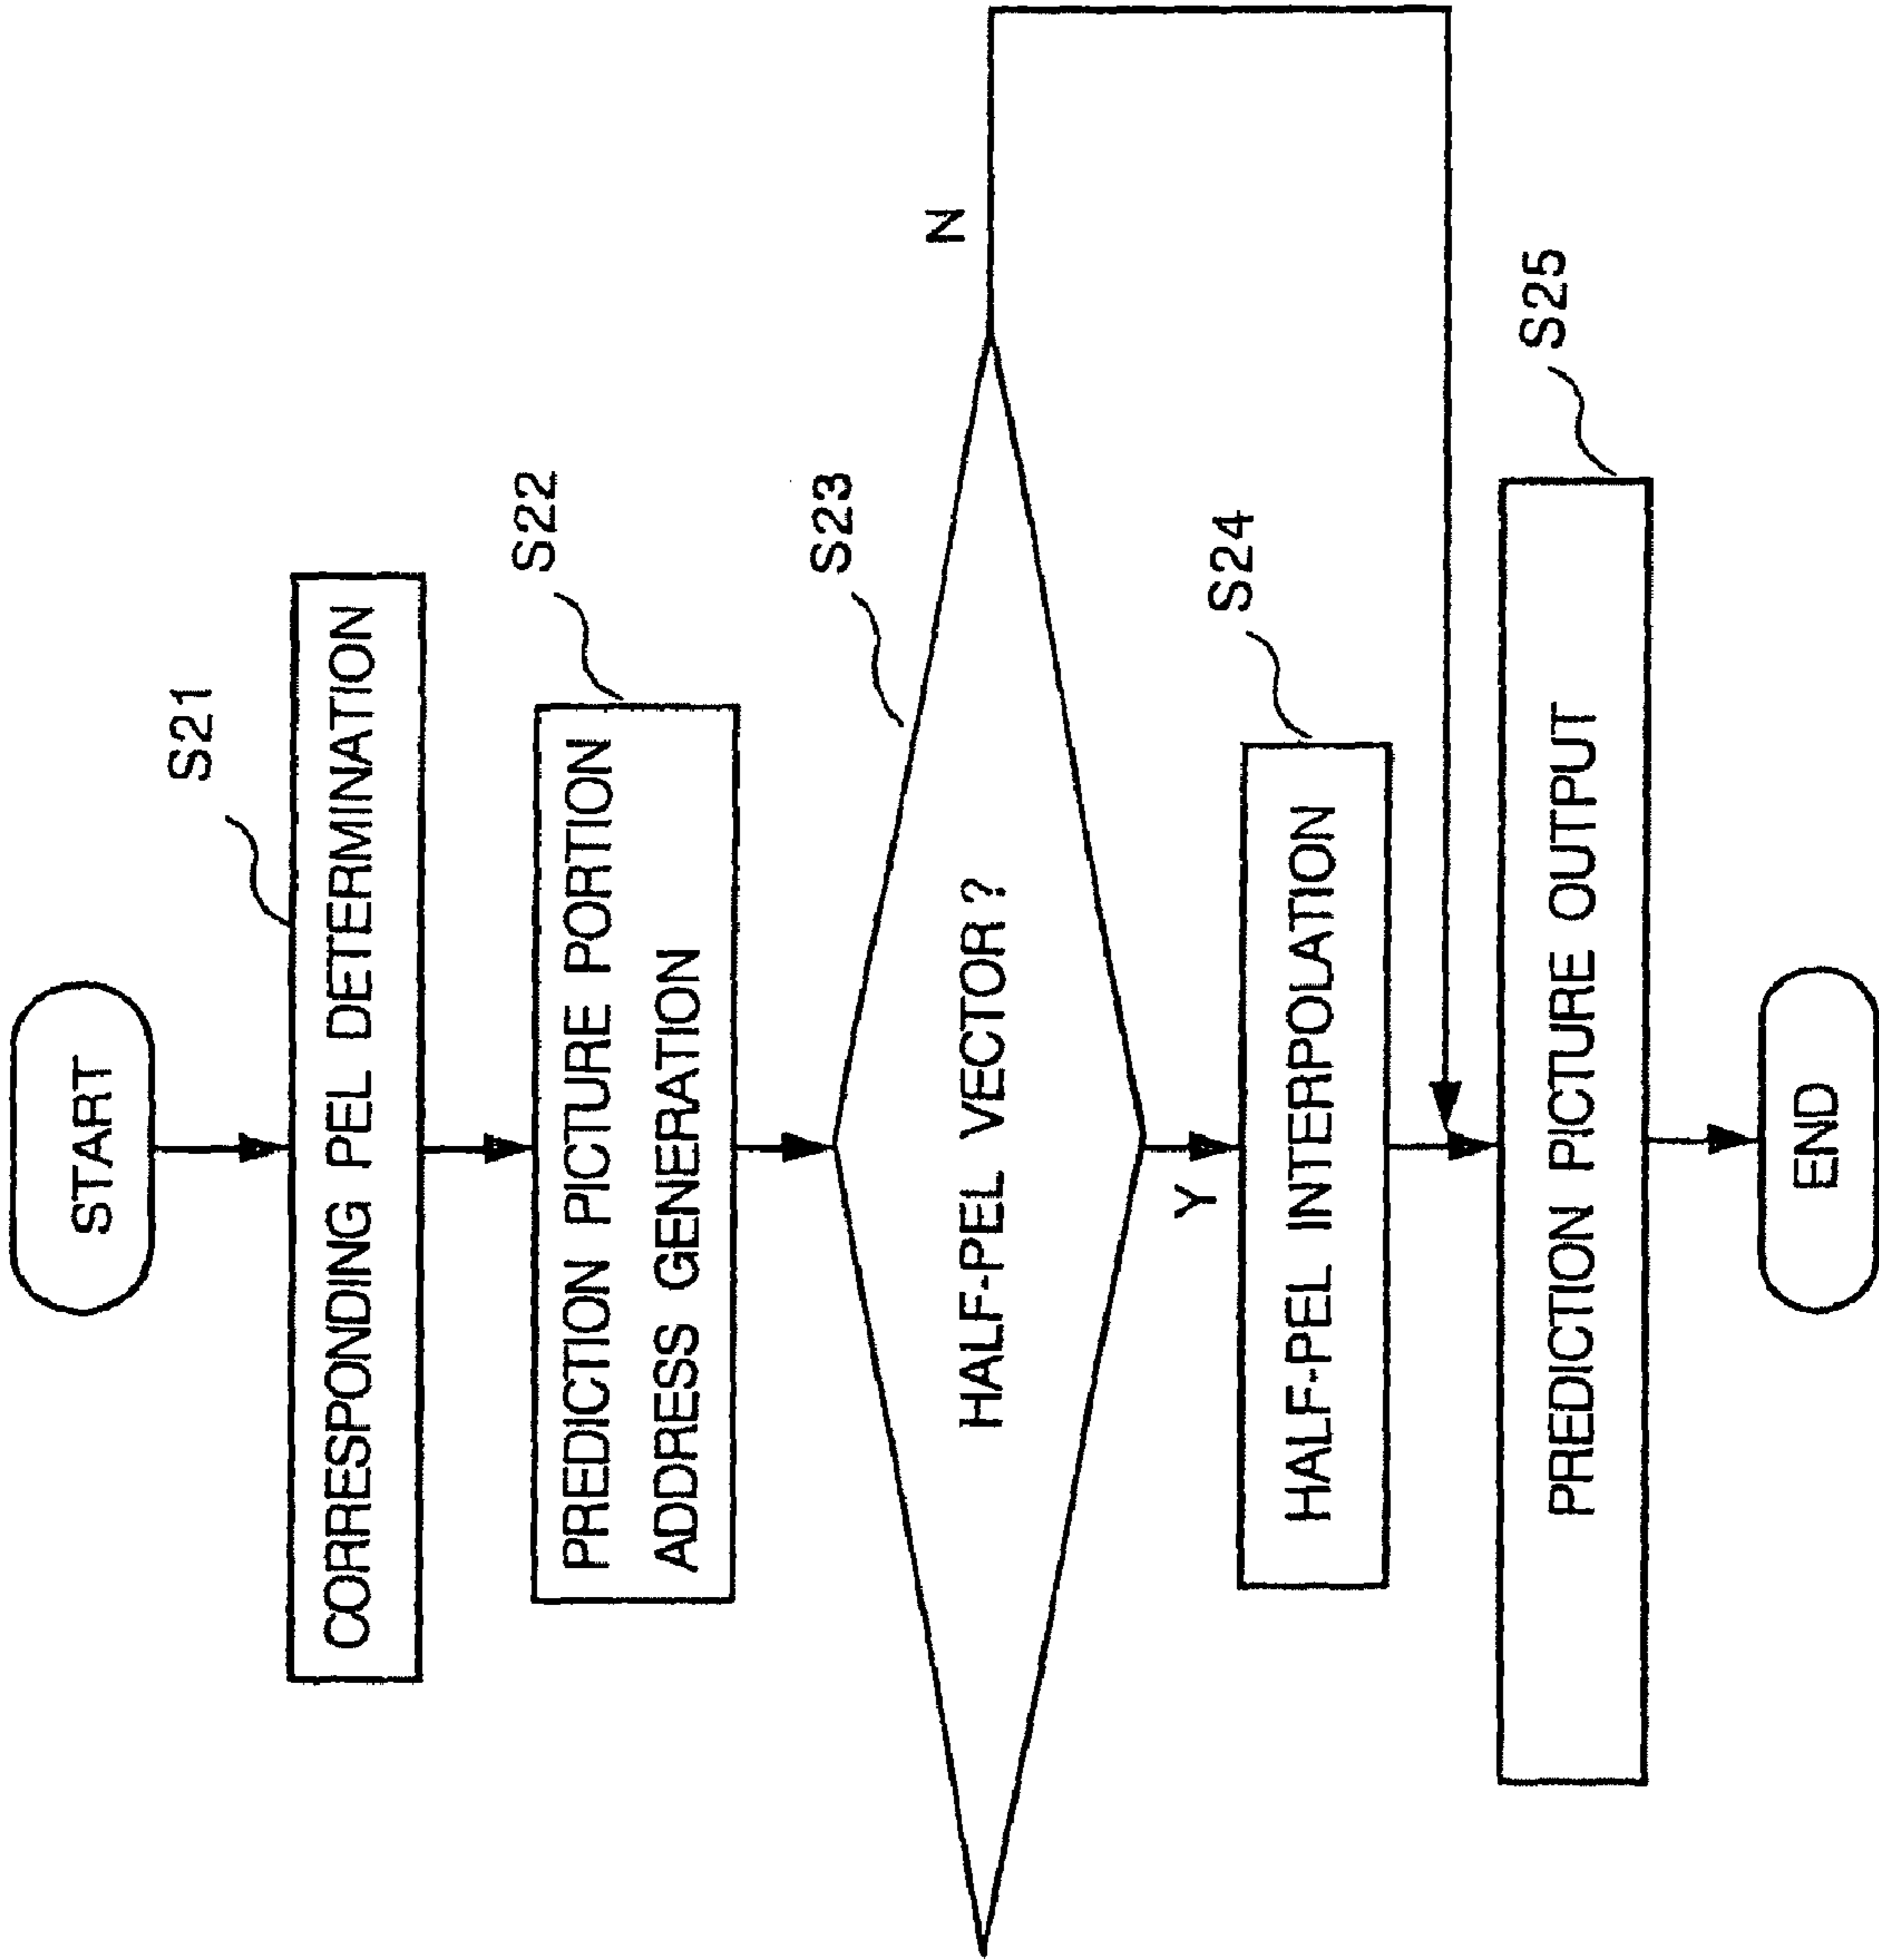 START
S21
CORRESPONDING PEL DETERMINATION
S22
PREDICTION PICTURE PORTION
ADDRESS GENERATION
S23
HALF-PEL VECTOR ?
N
Y
S24
HALF-PEL INTERPOLATION
S25
PREDICTION PICTURE OUTPUT
END